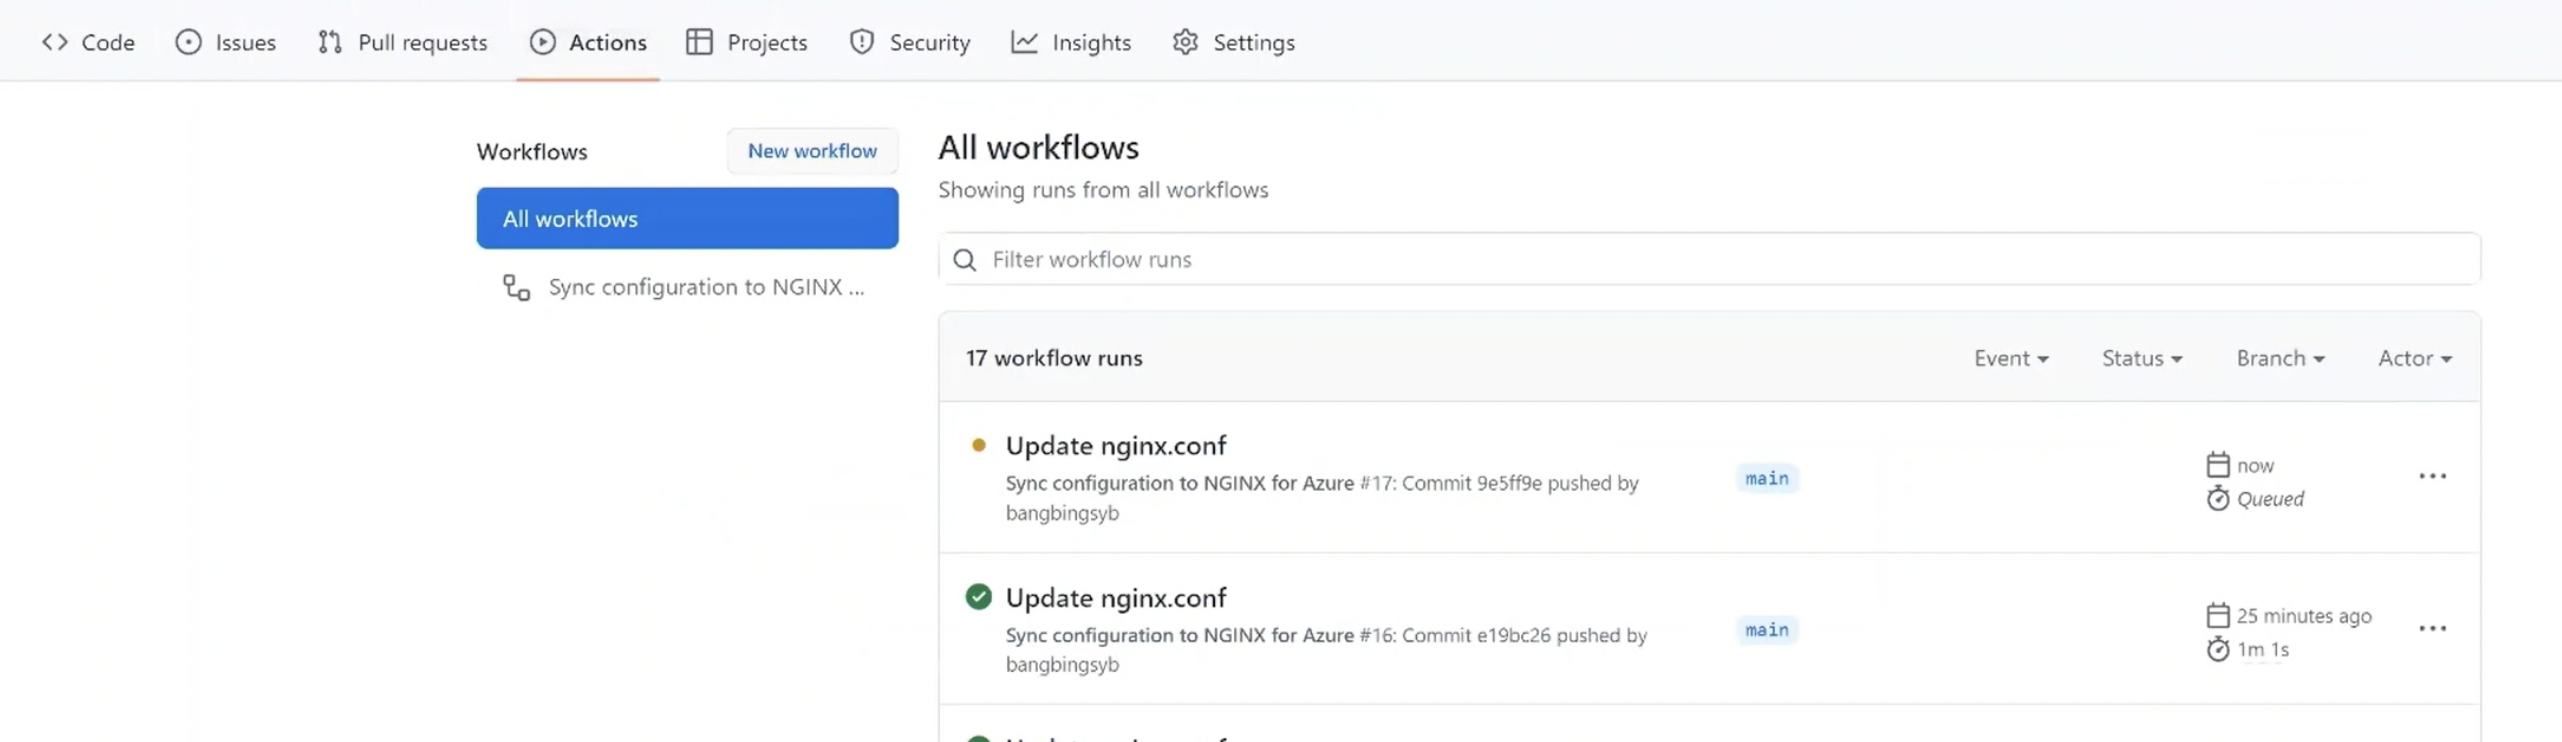 Code Issues Pull requests Actions Projects Security Insights Settings
Workflows
New workflow
All workflows
Sync configuration to NGINX ...
All workflows
Showing runs from all workflows
Filter workflow runs
17 workflow runs
Event Status Branch Actor
Update nginx.conf
Sync configuration to NGINX for Azure #17: Commit 9e5ff9e pushed by
bangbingsyb
main
now
Queued
Update nginx.conf
Sync configuration to NGINX for Azure #16: Commit e19bc26 pushed by
bangbingsyb
main
25 minutes ago
1m 1s